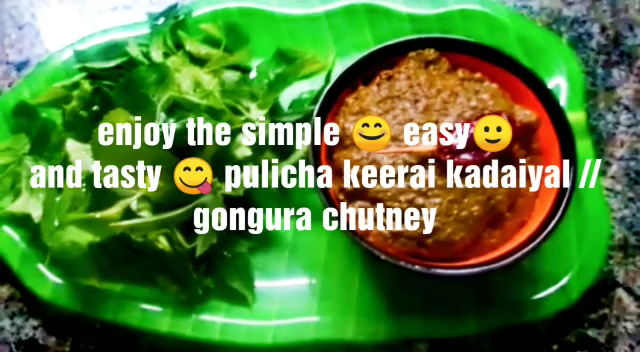 enjoy the simple 😊 easy🙂
and tasty 😋 pulicha keerai kadaiyal //
gongura chutney